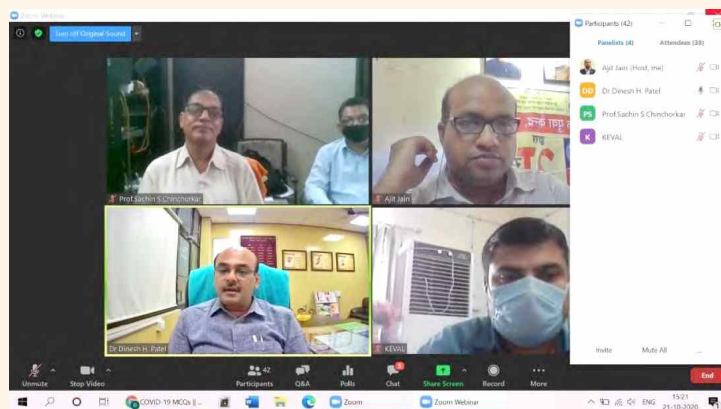 Zoom Webinar
Turn off Original Sound
Participants (42)
Panelists (4)
Attendees (38)
Ajit Jain (Host, me)
DD
Dr Dinesh H. Patel
PS
Prof.Sachin S Chinchorkar
K
KEVAL
Prof.Sachin S Chinchorkar
Ajit Jain
Dr Dinesh H. Patel
KEVAL
Unmute
Stop Video
42
Participants
Q&A
Polls
Chat
Share Screen
Record
More
Invite
Mute All
...
End
COVID-19 MCQs || ...
Zoom
Zoom Webinar
ENG
15:21
21-10-2020